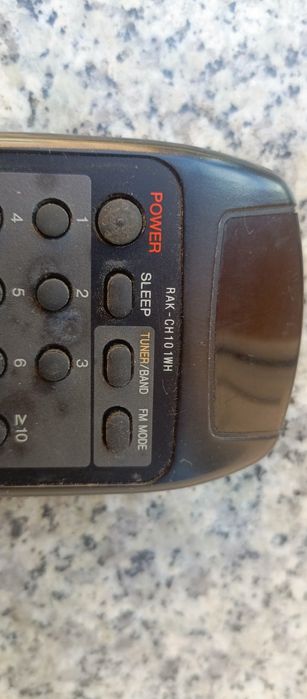 RAK-CH101WH
POWER
SLEEP
TUNER/BAND
FM MODE
1
2
3
4
5
6
≥10